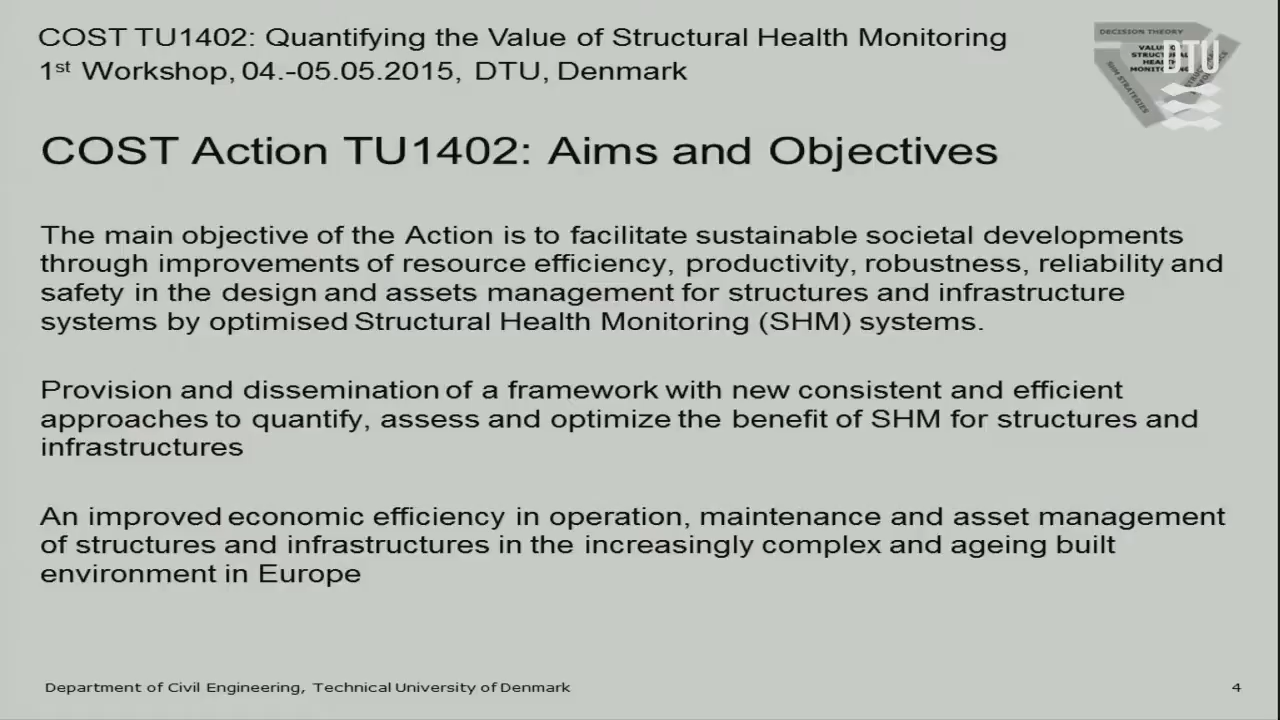 COST TU1402: Quantifying the Value of Structural Health Monitoring
1st Workshop, 04.-05.05.2015, DTU, Denmark
DECISION THEORY
STRUCTURAL
SHM STRATEGIES
DTU
COST Action TU1402: Aims and Objectives
The main objective of the Action is to facilitate sustainable societal developments
through improvements of resource efficiency, productivity, robustness, reliability and
safety in the design and assets management for structures and infrastructure
systems by optimised Structural Health Monitoring (SHM) systems.
Provision and dissemination of a framework with new consistent and efficient
approaches to quantify, assess and optimize the benefit of SHM for structures and
infrastructures
An improved economic efficiency in operation, maintenance and asset management
of structures and infrastructures in the increasingly complex and ageing built
environment in Europe
Department of Civil Engineering, Technical University of Denmark
4